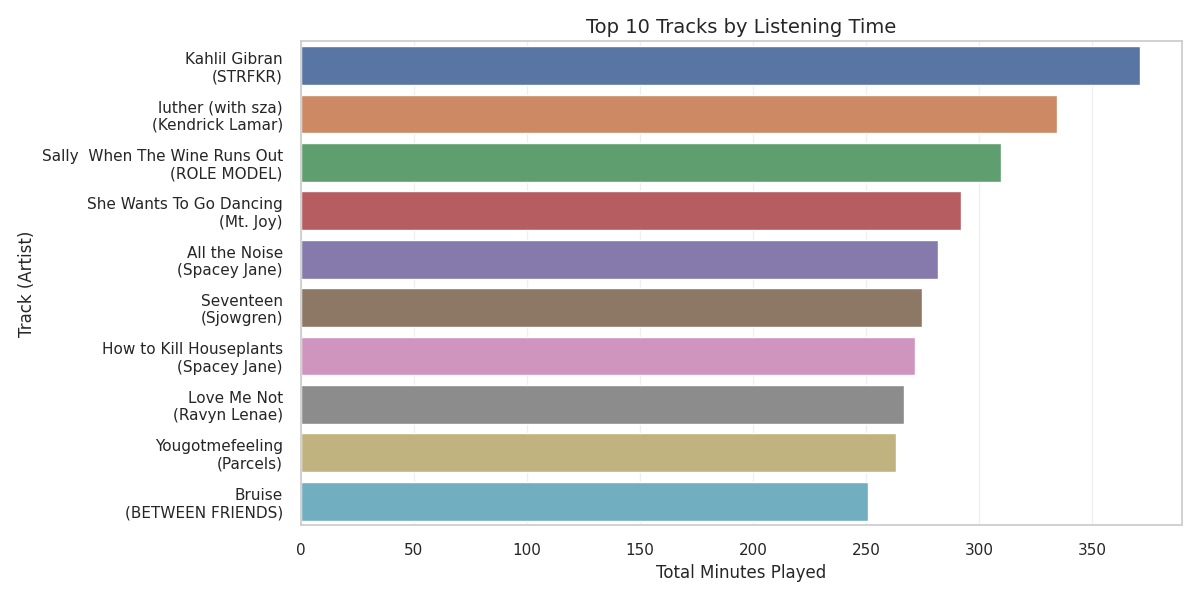 Top 10 Tracks by Listening Time
Kahlil Gibran
(STRFKR)
luther (with sza)
(Kendrick Lamar)
Sally  When The Wine Runs Out
(ROLE MODEL)
She Wants To Go Dancing
(Mt. Joy)
All the Noise
(Spacey Jane)
Seventeen
(Sjowgren)
How to Kill Houseplants
(Spacey Jane)
Love Me Not
(Ravyn Lenae)
Yougotmefeeling
(Parcels)
Bruise
(BETWEEN FRIENDS)
Track (Artist)
0 50 100 150 200 250 300 350
Total Minutes Played